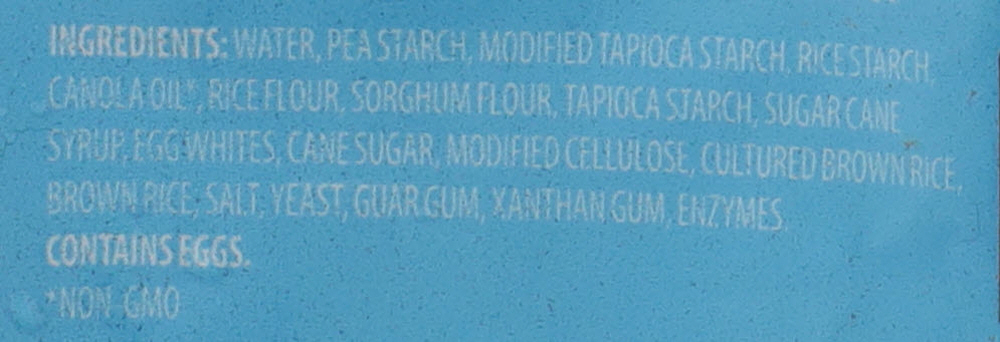 INGREDIENTS: WATER, PEA STARCH, MODIFIED TAPIOCA STARCH, RICE STARCH,
CANOLA OIL*, RICE FLOUR, SORGHUM FLOUR, TAPIOCA STARCH, SUGAR CANE
SYRUP, EGG WHITES, CANE SUGAR, MODIFIED CELLULOSE, CULTURED BROWN RICE,
BROWN RICE, SALT, YEAST, GUAR GUM, XANTHAN GUM, ENZYMES.
CONTAINS EGGS.
*NON-GMO